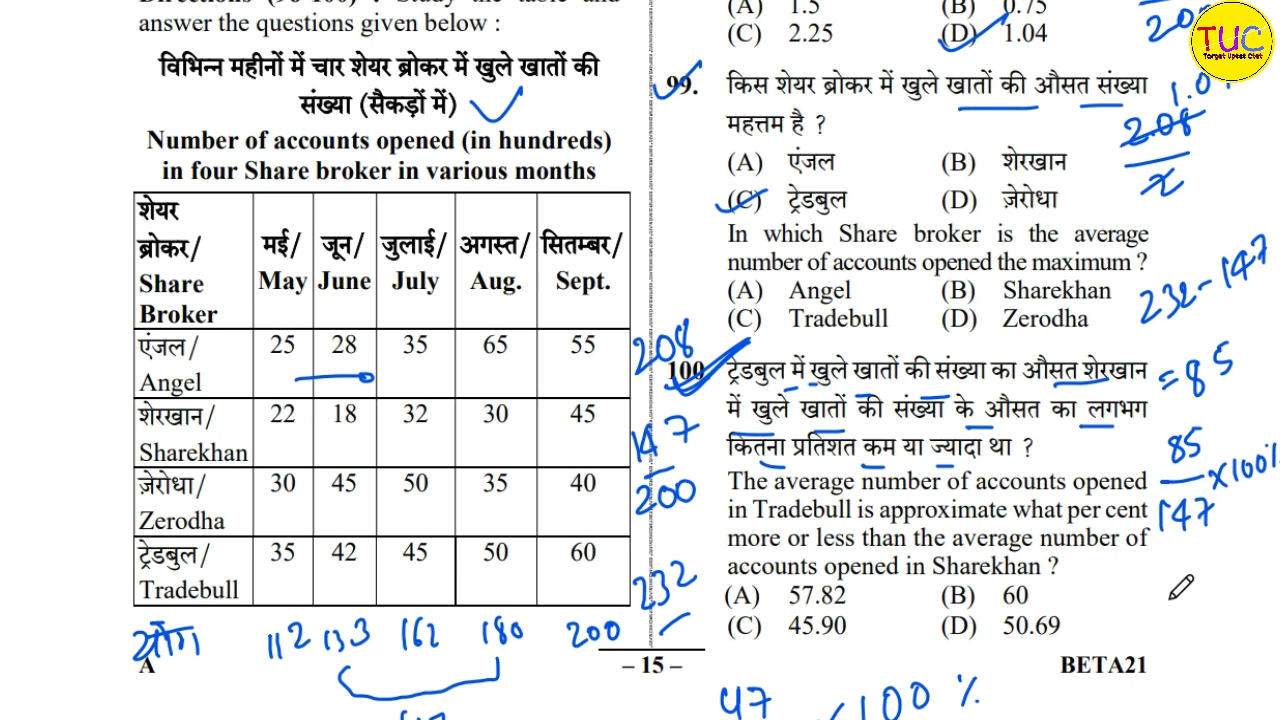 answer the questions given below :
विभिन्न महीनों में चार शेयर ब्रोकर में खुले खातों की
संख्या (सैकड़ों में)
Number of accounts opened (in hundreds)
in four Share broker in various months
शेयर
ब्रोकर/ मई/ जून/ जुलाई/ अगस्त/ सितम्बर/
Share May June July Aug. Sept.
Broker
एंजल/ 25 28 35 65 55 208
Angel
शेरखान/ 22 18 32 30 45 147
Sharekhan
ज़ेरोधा/ 30 45 50 35 40 200
Zerodha
ट्रेडबुल/ 35 42 45 50 60 232
Tradebull
योग 112 133 162 180 200
A
– 15 –
BETA21
(A) 1.5 (B) 0.75
(C) 2.25 (D) 1.04
TUC
Target Upess Ctet
99. किस शेयर ब्रोकर में खुले खातों की औसत संख्या
महत्तम है ?
(A) एंजल (B) शेरखान
(C) ट्रेडबुल (D) ज़ेरोधा
In which Share broker is the average
number of accounts opened the maximum ?
(A) Angel (B) Sharekhan
(C) Tradebull (D) Zerodha
2.08
x
232-147
= 85
85
147 ×100%
100 ट्रेडबुल में खुले खातों की संख्या का औसत शेरखान
में खुले खातों की संख्या के औसत का लगभग
कितना प्रतिशत कम या ज्यादा था ?
The average number of accounts opened
in Tradebull is approximate what per cent
more or less than the average number of
accounts opened in Sharekhan ?
(A) 57.82 (B) 60
(C) 45.90 (D) 50.69
47
×100 %